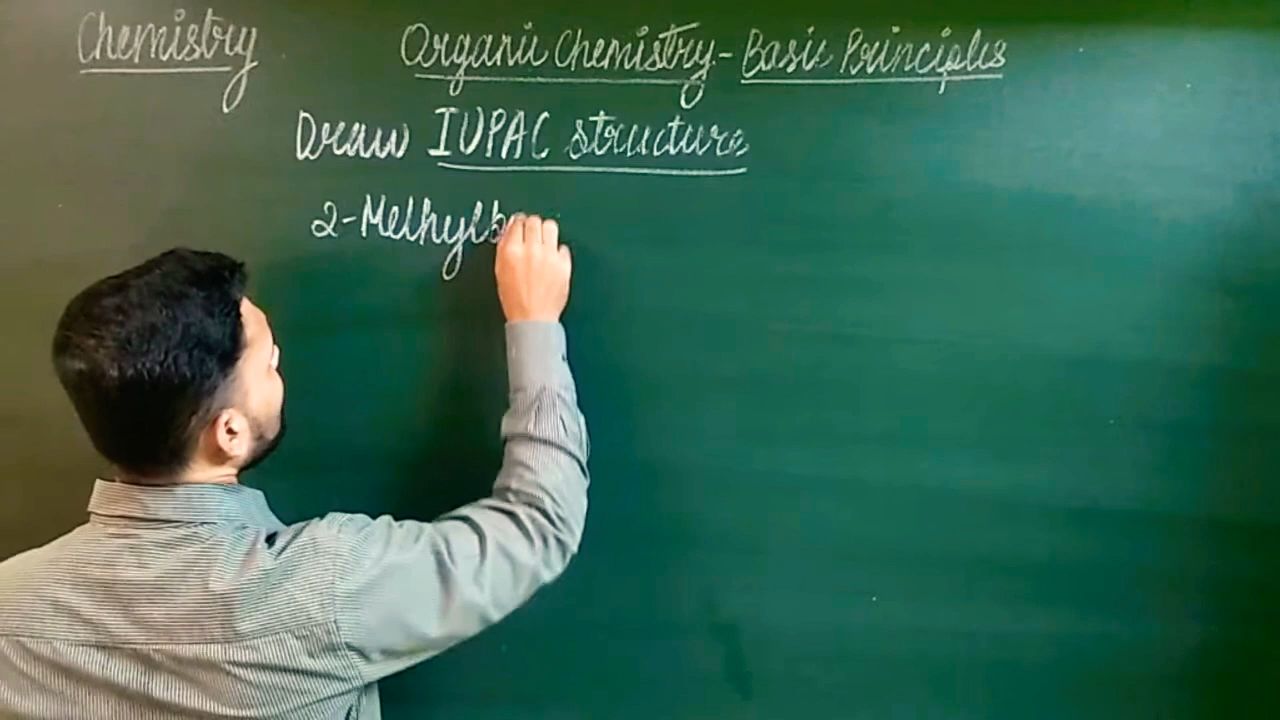 Chemistry
Organic Chemistry - Basic Principles
Draw IUPAC structure
2-Methylb